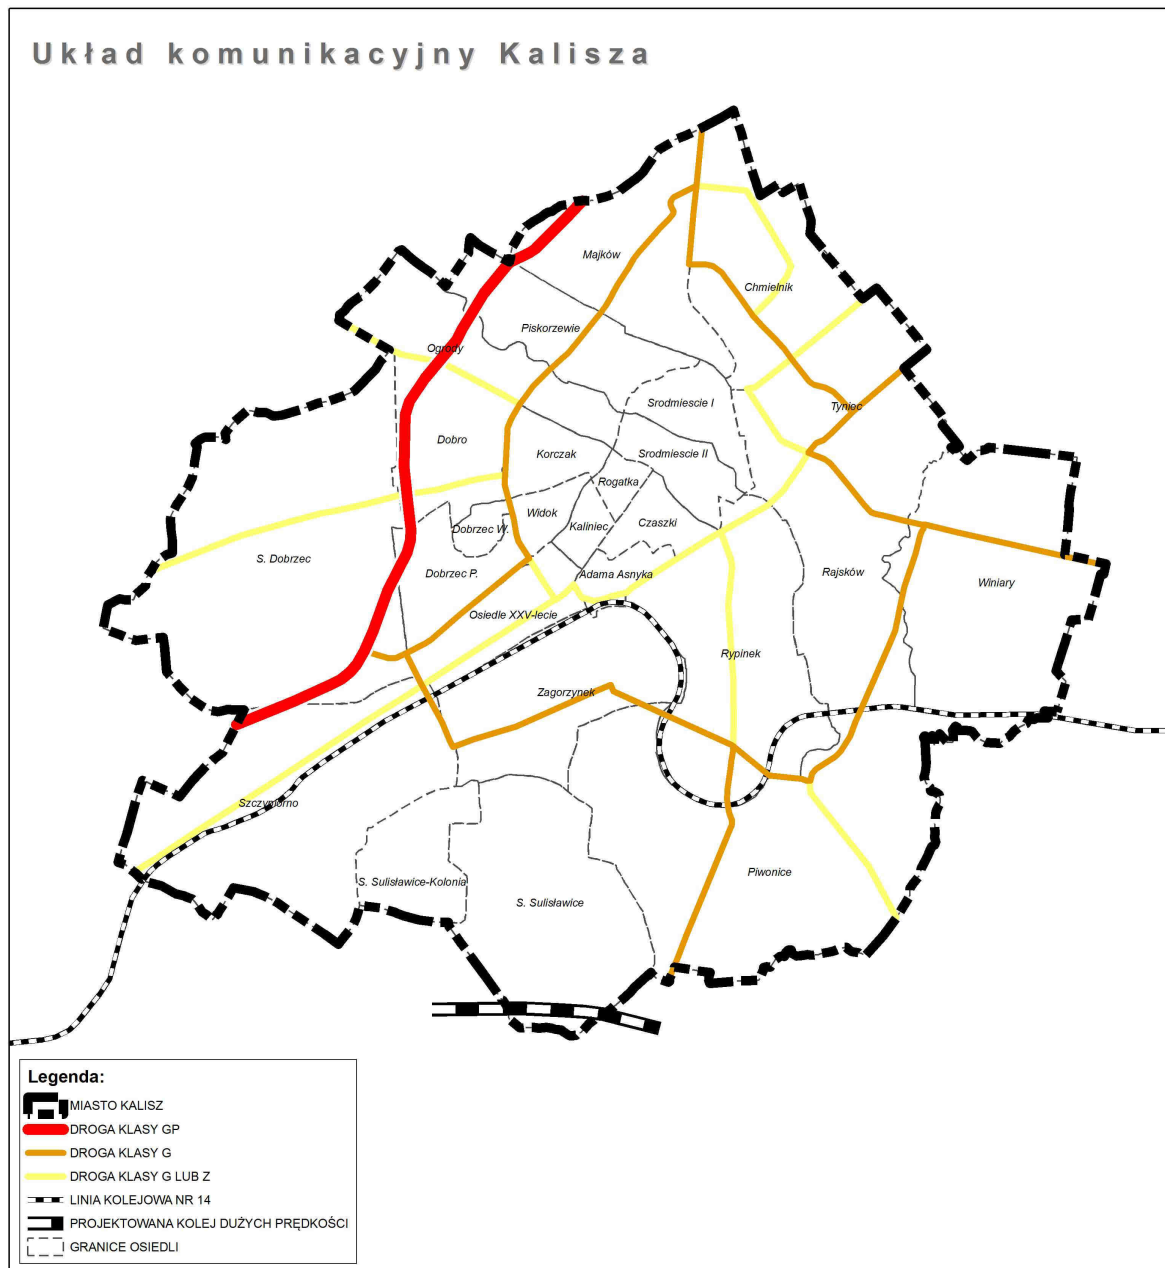 Układ komunikacyjny Kalisza
Majków
Chmielnik
Piskorzewie
Ogrody
Srodmiescie I
Tyniec
Dobro
Korczak
Srodmiescie II
Rogatka
Widok
Dobrzec W.
Kaliniec
Czaszki
S. Dobrzec
Dobrzec P.
Adama Asnyka
Rajsków
Winiary
Osiedle XXV-lecie
Rypinek
Zagorzynek
Szczypiorno
Piwonice
S. Sulisławice-Kolonia
S. Sulisławice
Legenda:
MIASTO KALISZ
DROGA KLASY GP
DROGA KLASY G
DROGA KLASY G LUB Z
LINIA KOLEJOWA NR 14
PROJEKTOWANA KOLEJ DUŻYCH PRĘDKOŚCI
GRANICE OSIEDLI